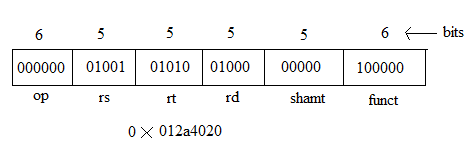 6 5 5 5 5 6 ← bits
000000 01001 01010 01000 00000 100000
op rs rt rd shamt funct
0 × 012a4020